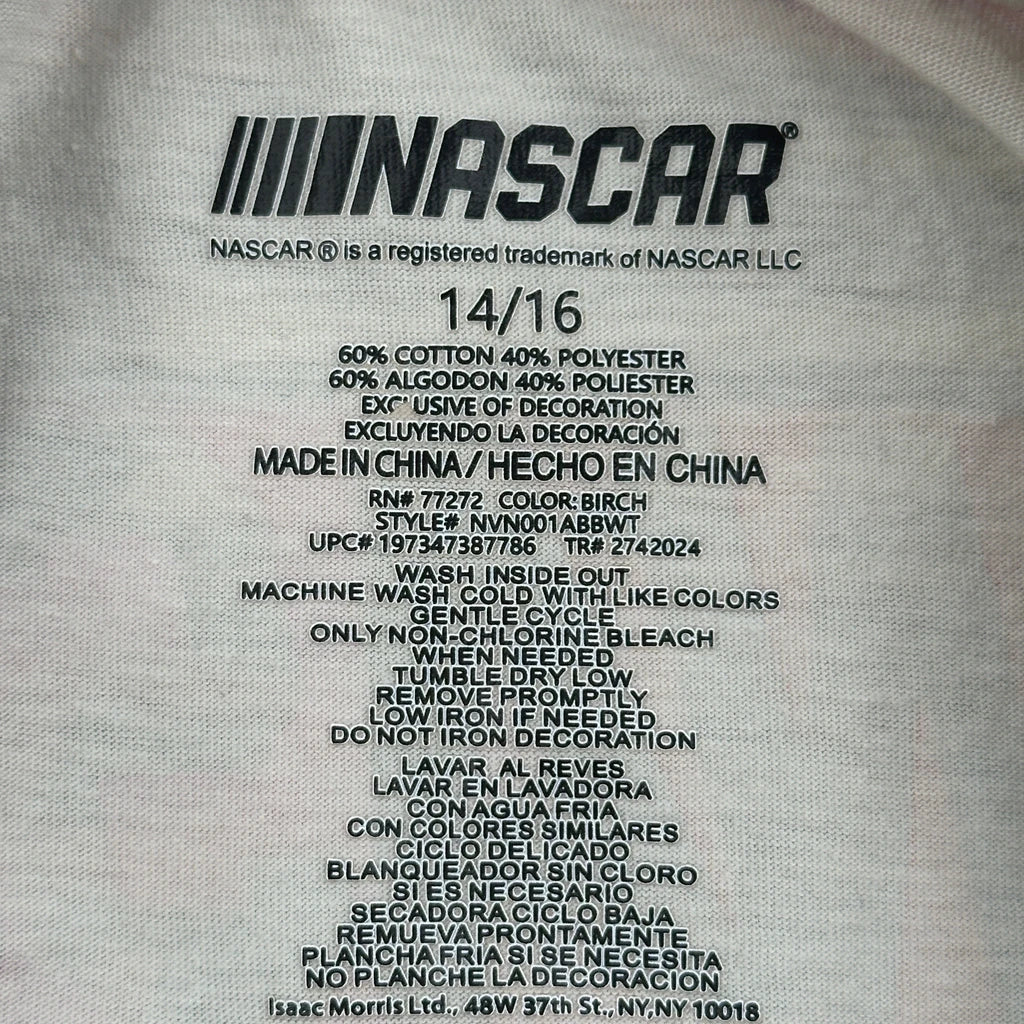 NASCAR®
NASCAR® is a registered trademark of NASCAR LLC
14/16
60% COTTON 40% POLYESTER
60% ALGODON 40% POLIESTER
EXCLUSIVE OF DECORATION
EXCLUYENDO LA DECORACIÓN
MADE IN CHINA / HECHO EN CHINA
RN# 77272 COLOR: BIRCH
STYLE# NVN001ABBWT
UPC# 197347387786 TR# 2742024
WASH INSIDE OUT
MACHINE WASH COLD WITH LIKE COLORS
GENTLE CYCLE
ONLY NON-CHLORINE BLEACH
WHEN NEEDED
TUMBLE DRY LOW
REMOVE PROMPTLY
LOW IRON IF NEEDED
DO NOT IRON DECORATION
LAVAR AL REVES
LAVAR EN LAVADORA
CON AGUA FRIA
CON COLORES SIMILARES
CICLO DELICADO
BLANQUEADOR SIN CLORO
SI ES NECESARIO
SECADORA CICLO BAJA
REMUEVA PRONTAMENTE
PLANCHA FRIA SI SE NECESITA
NO PLANCHE LA DECORACION
Isaac Morris Ltd., 48W 37th St., NY, NY 10018